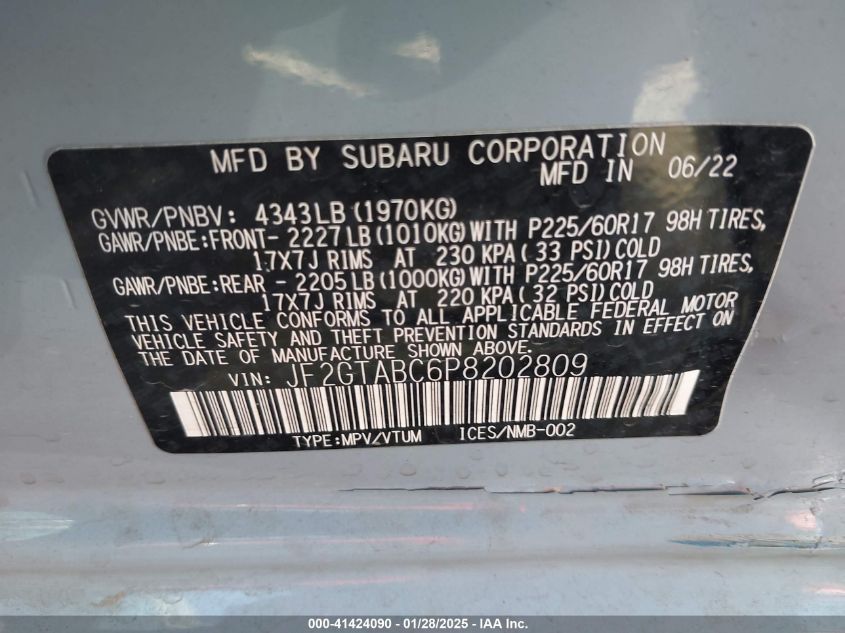 MFD BY SUBARU CORPORATION
MFD IN 06/22
GVWR/PNBV: 4343LB (1970KG)
GAWR/PNBE:FRONT- 2227LB (1010KG) WITH P225/60R17 98H TIRES,
17X7J RIMS AT 230 KPA ( 33 PSI) COLD
GAWR/PNBE:REAR - 2205LB (1000KG) WITH P225/60R17 98H TIRES,
17X7J RIMS AT 220 KPA ( 32 PSI) COLD
THIS VEHICLE CONFORMS TO ALL APPLICABLE FEDERAL MOTOR
VEHICLE SAFETY AND THEFT PREVENTION STANDARDS IN EFFECT ON
THE DATE OF MANUFACTURE SHOWN ABOVE.
VIN: JF2GTABC6P8202809
TYPE:MPV/VTUM ICES/NMB-002
000-41424090 - 01/28/2025 - IAA Inc.